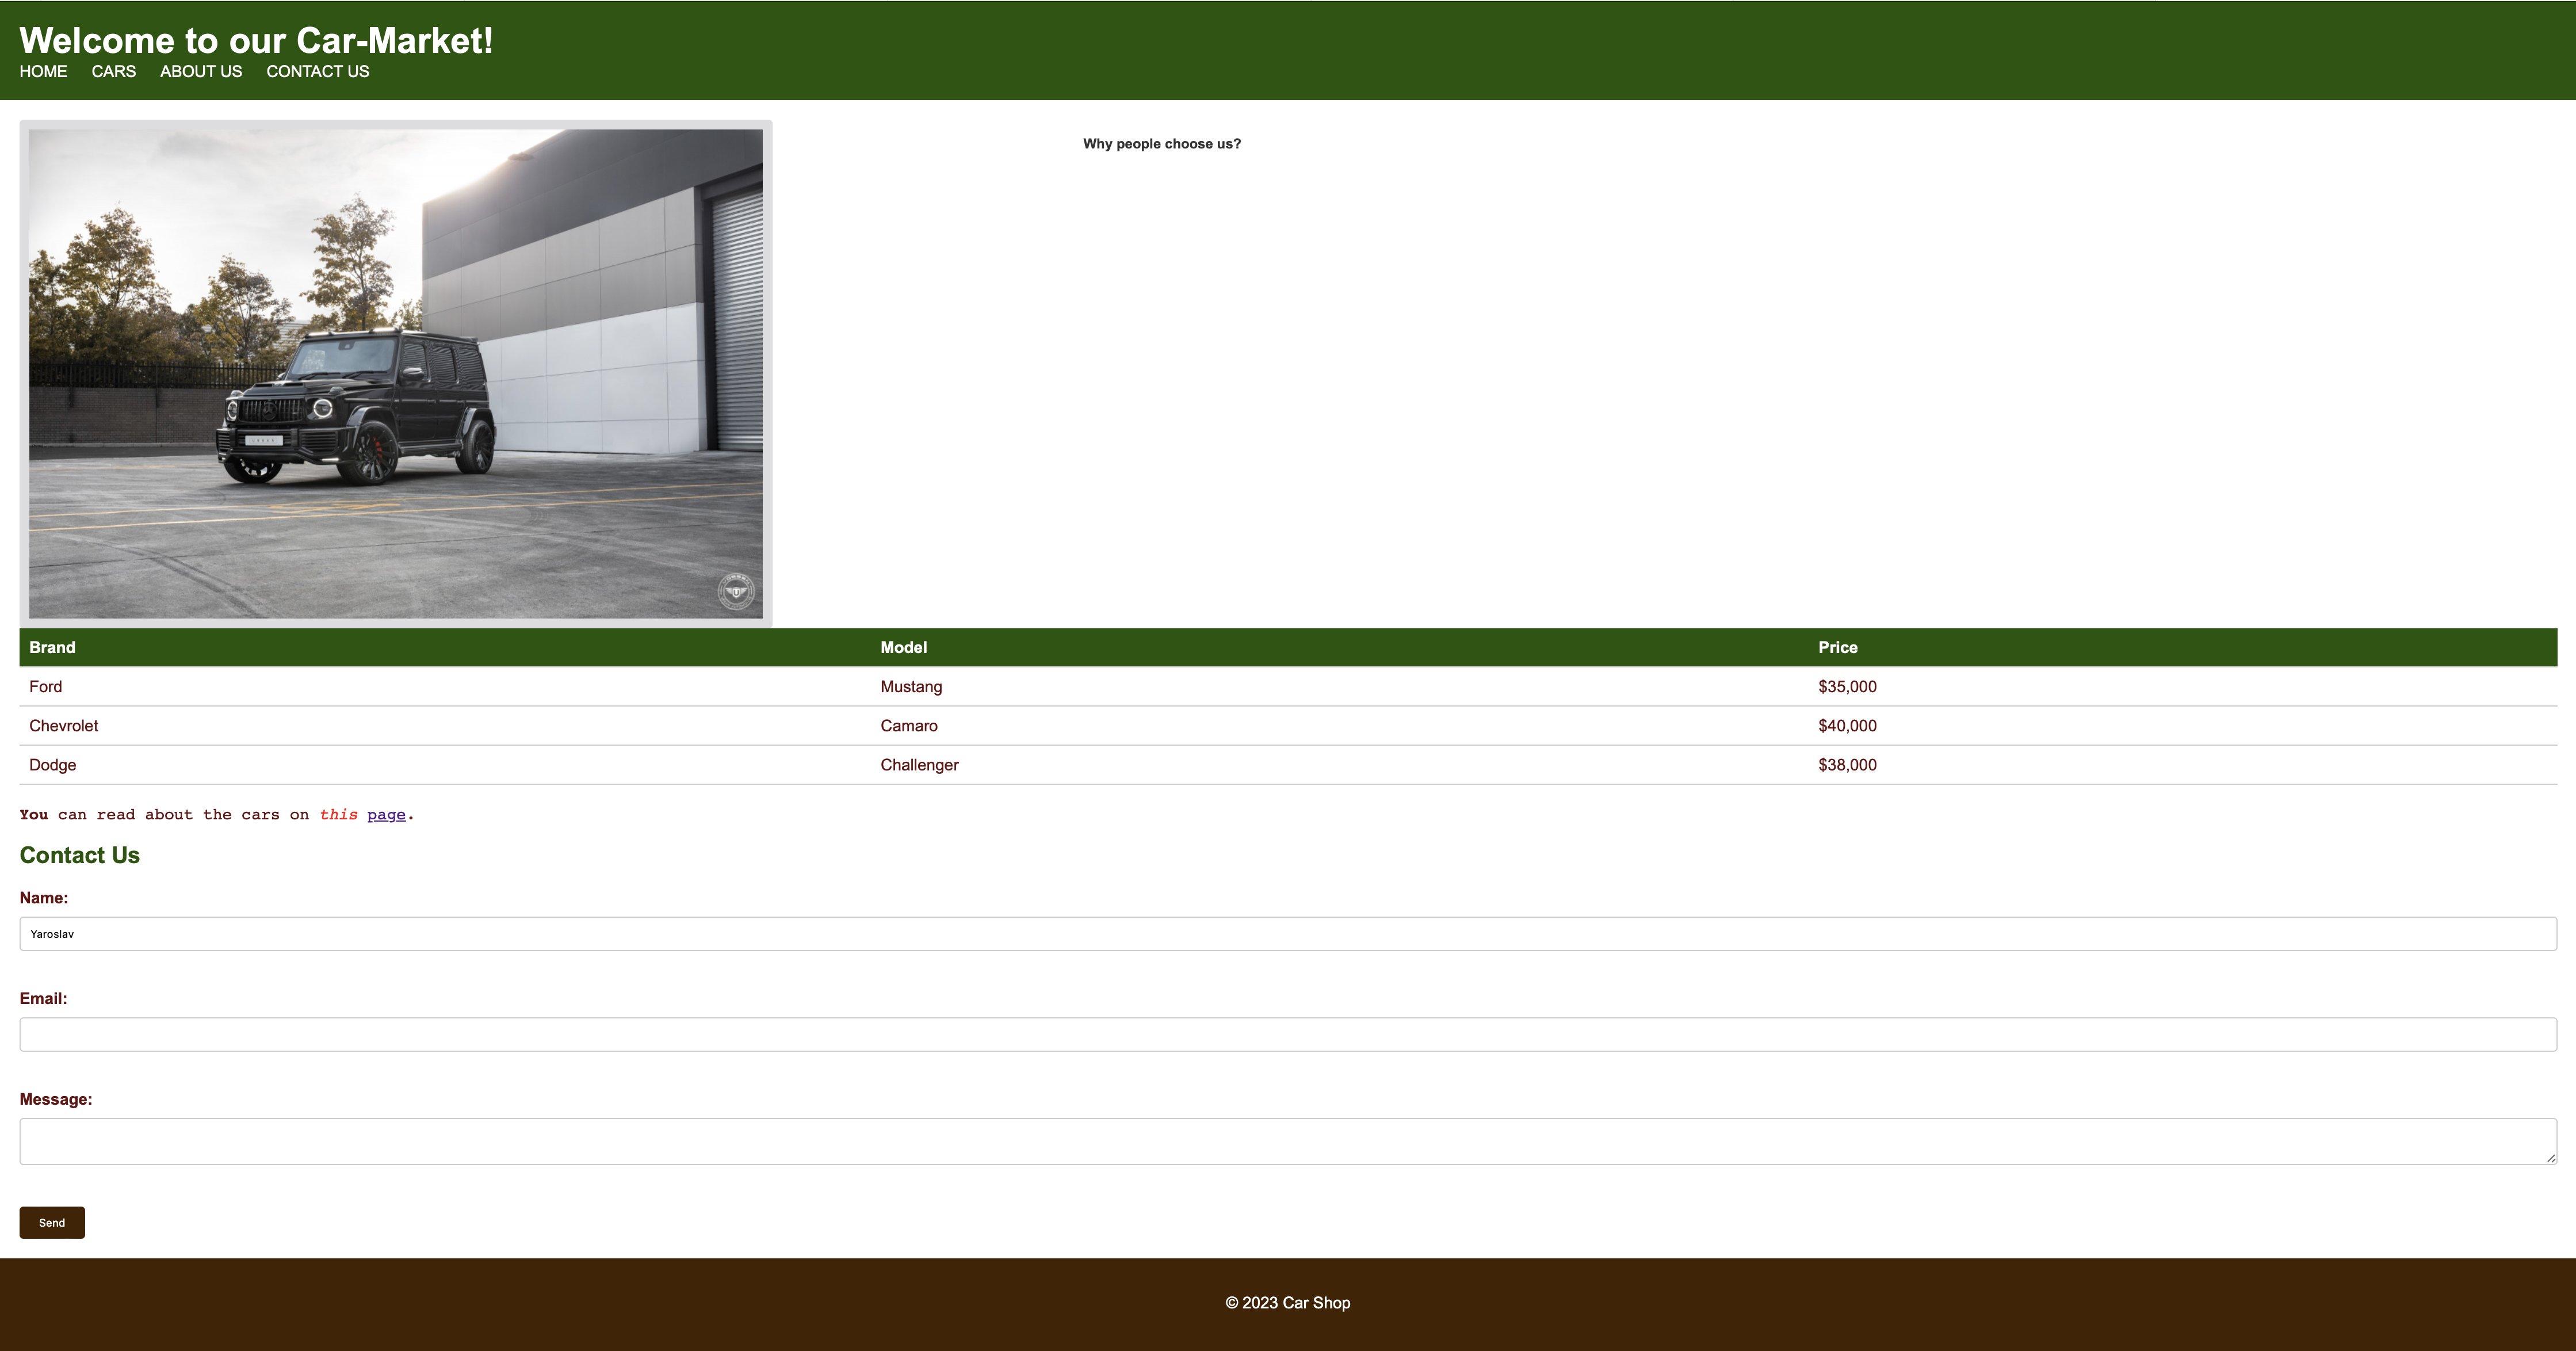 Welcome to our Car-Market!
HOME CARS ABOUT US CONTACT US
Why people choose us?
Brand Model Price
Ford Mustang $35,000
Chevrolet Camaro $40,000
Dodge Challenger $38,000
You can read about the cars on this page.
Contact Us
Name:
Yaroslav
Email:
Message:
Send
© 2023 Car Shop